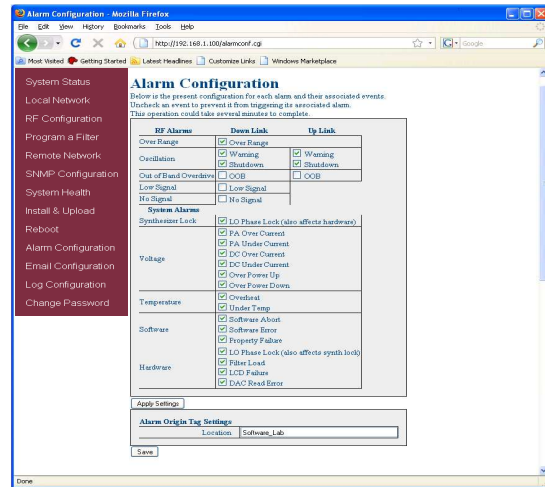 Alarm Configuration - Mozilla Firefox
File Edit View History Bookmarks Tools Help
http://192.168.1.100/alarmconf.cgi
Google
Most Visited Getting Started Latest Headlines Customize Links Windows Marketplace
System Status
Local Network
RF Configuration
Program a Filter
Remote Network
SNMP Configuration
System Health
Install & Upload
Reboot
Alarm Configuration
Email Configuration
Log Configuration
Change Password
Alarm Configuration
Below is the present configuration for each alarm and their associated events.
Uncheck an event to prevent it from triggering its associated alarm.
This operation could take several minutes to complete.
RF Alarms Down Link Up Link
Over Range Over Range
Oscillation Warning Warning
Shutdown Shutdown
Out of Band Overdrive OOB OOB
Low Signal Low Signal
No Signal No Signal
System Alarms
Synthesizer Lock LO Phase Lock (also affects hardware)
Voltage PA Over Current
PA Under Current
DC Over Current
DC Under Current
Over Power Up
Over Power Down
Temperature Overheat
Under Temp
Software Software Abort
Software Error
Property Failure
Hardware LO Phase Lock (also affects synth lock)
Filter Load
LCD Failure
DAC Read Error
Apply Settings
Alarm Origin Tag Settings
Location Software_Lab
Save
Done